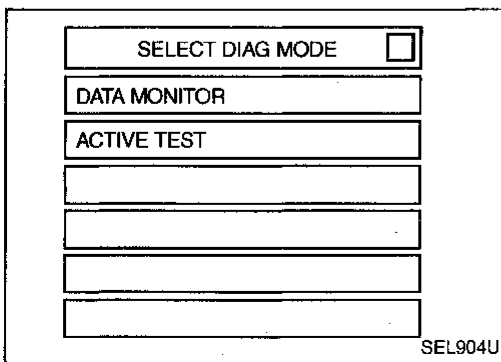 SELECT DIAG MODE
DATA MONITOR
ACTIVE TEST
SEL904U